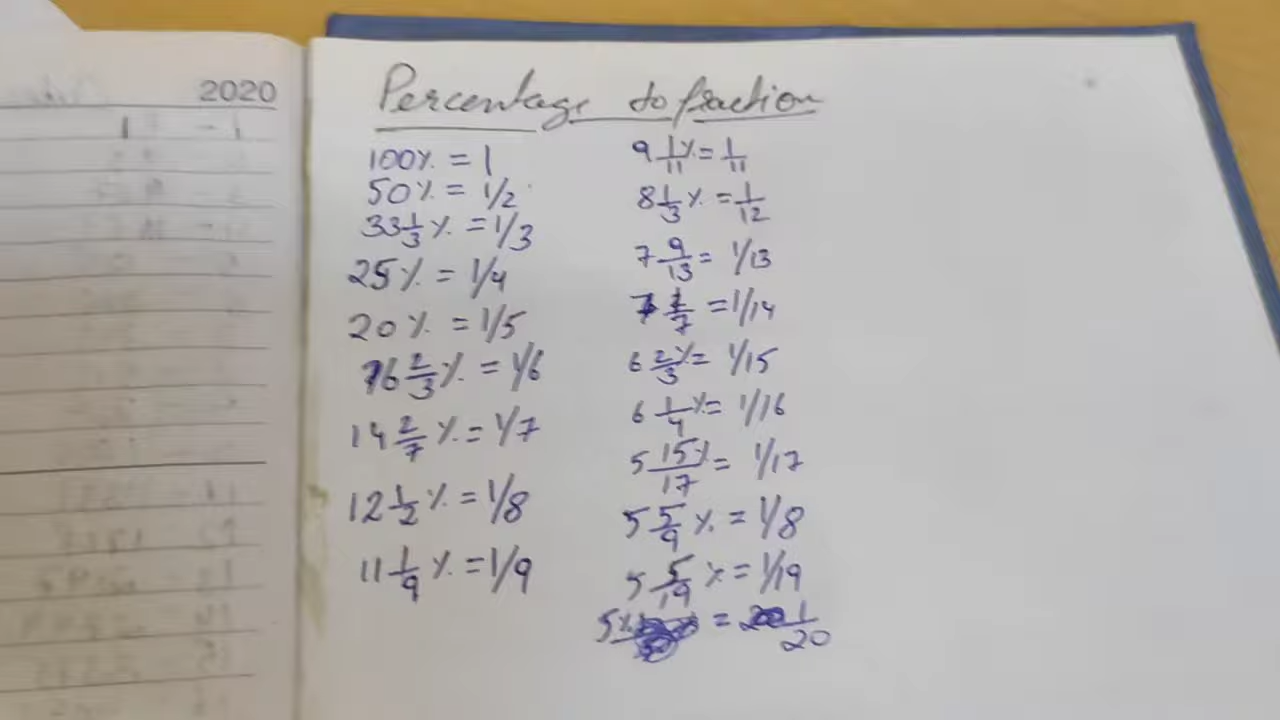 2020
Percentage to fraction
100% = 1
50% = 1/2
33 1/3 % = 1/3
25% = 1/4
20% = 1/5
16 2/3 % = 1/6
14 2/7 % = 1/7
12 1/2 % = 1/8
11 1/9 % = 1/9
9 1/11 % = 1/11
8 1/3 % = 1/12
7 9/13 = 1/13
7 1/7 = 1/14
6 2/3 % = 1/15
6 1/4 % = 1/16
5 15/17 % = 1/17
5 5/9 % = 1/8
5 5/19 % = 1/19
5% = 1/20